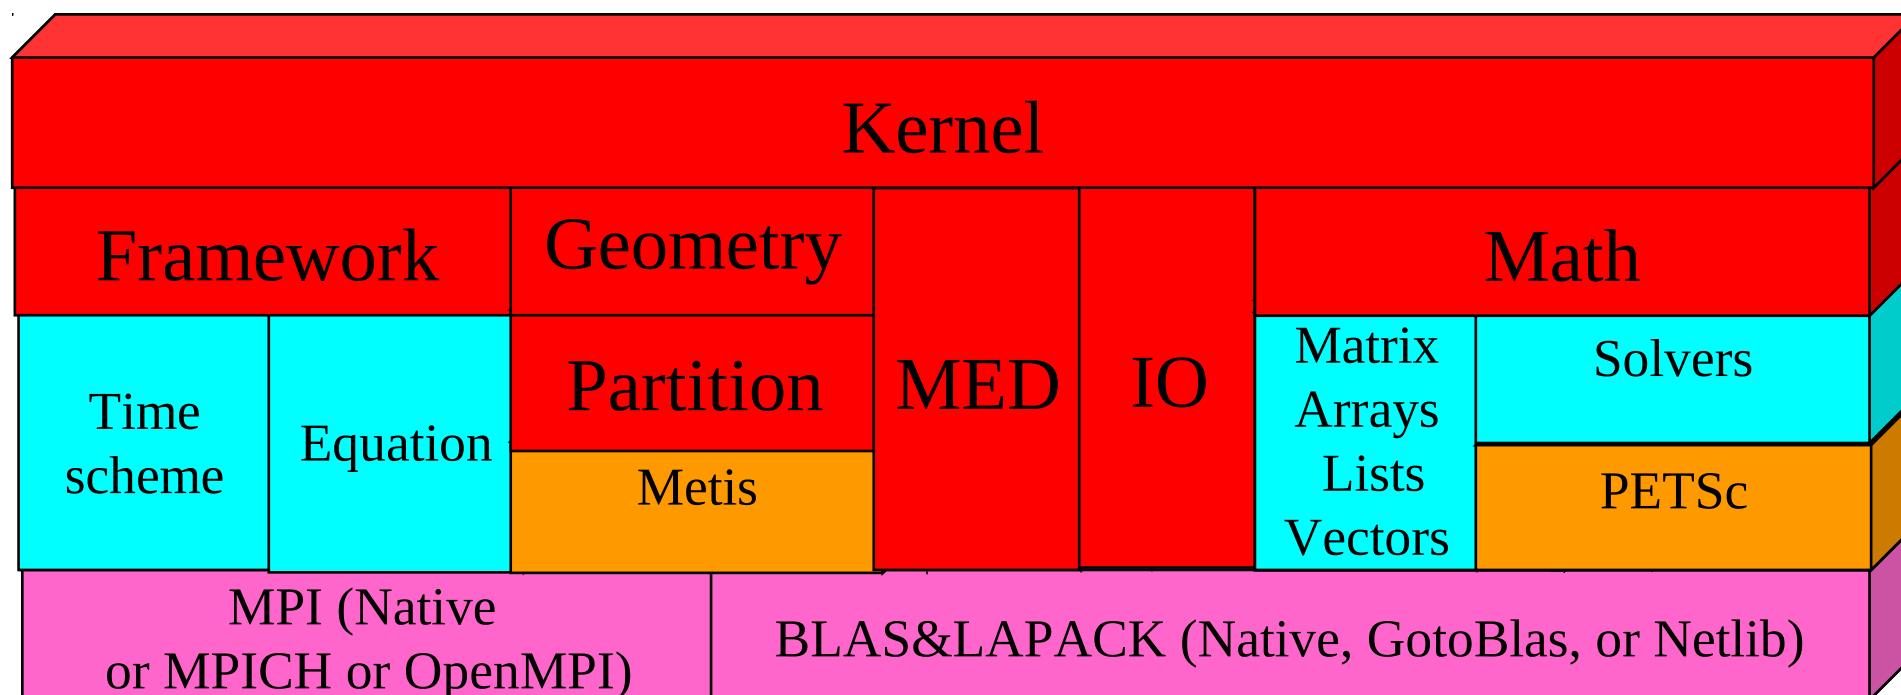 Kernel
Framework
Geometry
Math
Partition
MED
IO
Time
scheme
Equation
Metis
Matrix
Arrays
Lists
Vectors
Solvers
PETSc
MPI (Native
or MPICH or OpenMPI)
BLAS&LAPACK (Native, GotoBlas, or Netlib)